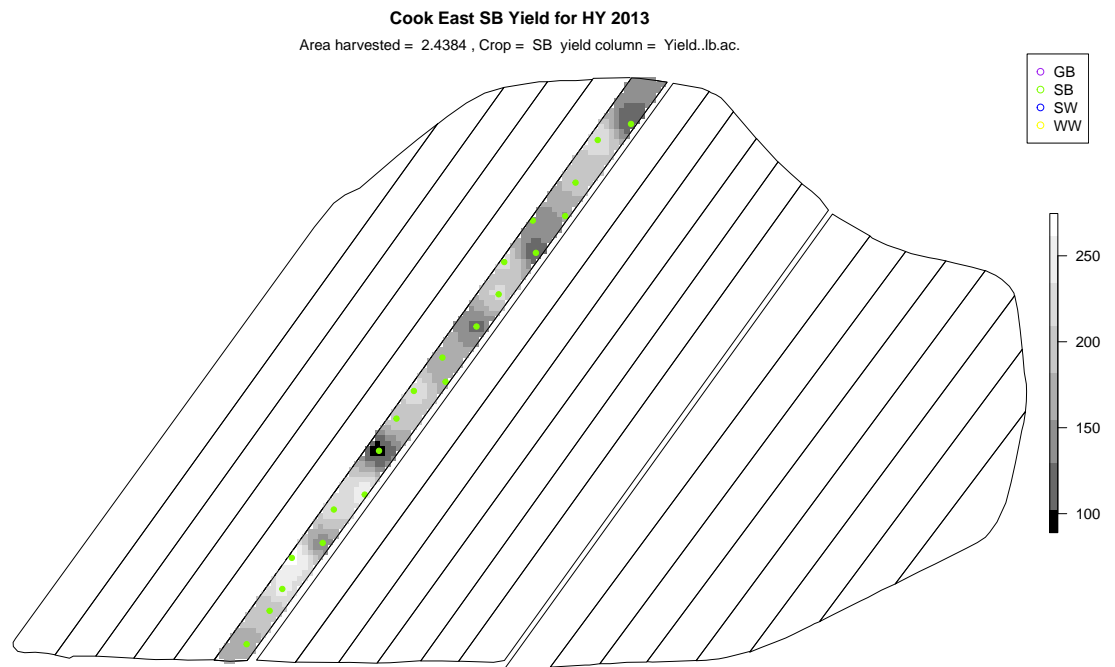 Cook East SB Yield for HY 2013
Area harvested =  2.4384 , Crop =  SB  yield column =  Yield..lb.ac.
GB
SB
SW
WW
250
200
150
100